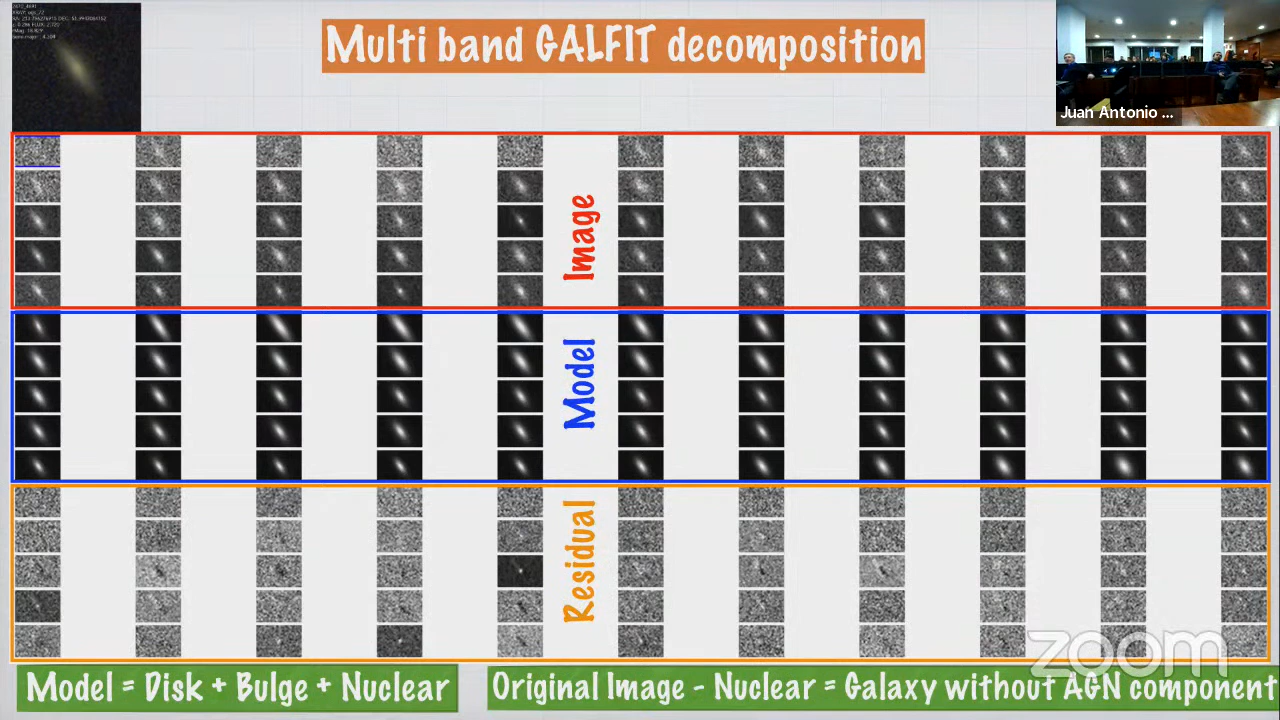 Multi band GALFIT decomposition
Juan Antonio ...
Image
Model
Residual
zoom
Model = Disk + Bulge + Nuclear
Original Image - Nuclear = Galaxy without AGN component